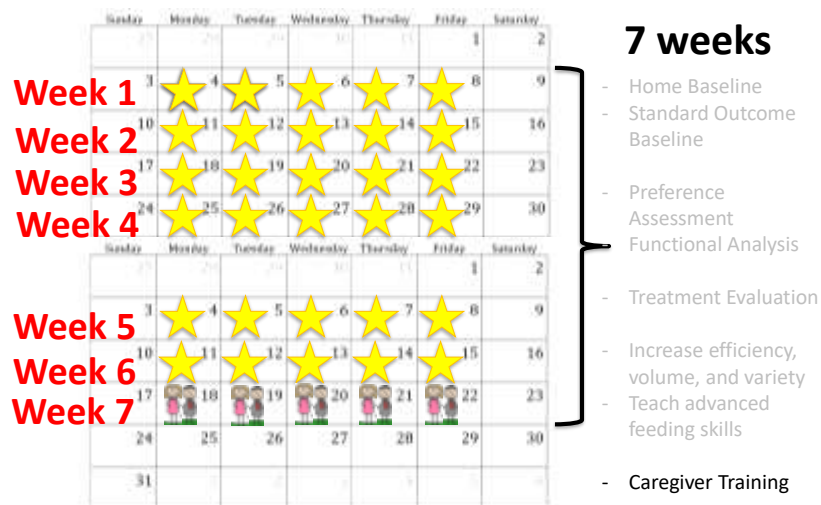 Sunday Monday Tuesday Wednesday Thursday Friday Saturday
1 2
Week 1 3 4 5 6 7 8 9
Week 2 10 11 12 13 14 15 16
Week 3 17 18 19 20 21 22 23
Week 4 24 25 26 27 28 29 30
Sunday Monday Tuesday Wednesday Thursday Friday Saturday
1 2
Week 5 3 4 5 6 7 8 9
Week 6 10 11 12 13 14 15 16
Week 7 17 18 19 20 21 22 23
24 25 26 27 28 29 30
31
7 weeks
- Home Baseline
- Standard Outcome
Baseline
- Preference
Assessment
- Functional Analysis
- Treatment Evaluation
- Increase efficiency,
volume, and variety
- Teach advanced
feeding skills
- Caregiver Training